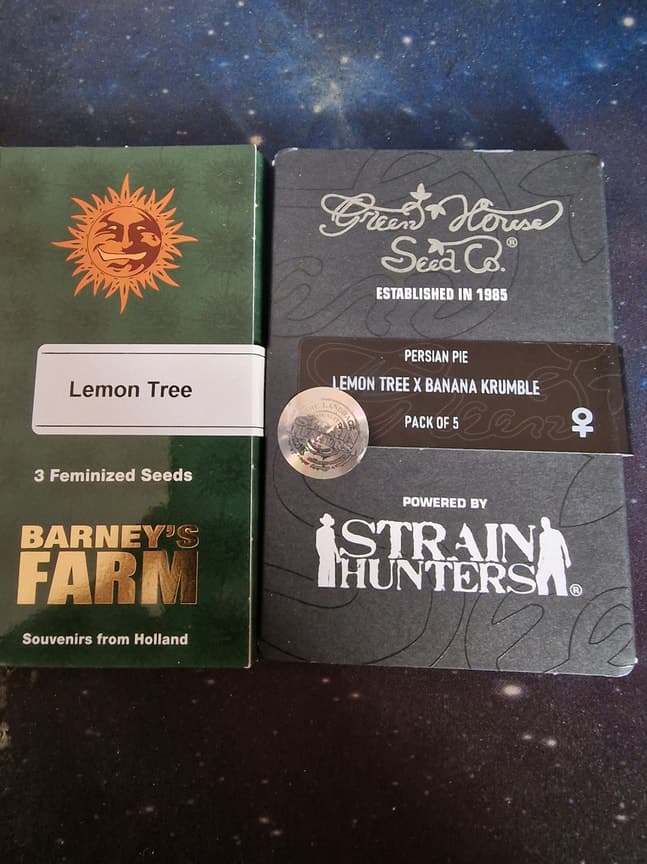 Lemon Tree
3 Feminized Seeds
BARNEY'S
FARM
Souvenirs from Holland
Green House
Seed Co.®
ESTABLISHED IN 1985
PERSIAN PIE
LEMON TREE X BANANA KRUMBLE
PACK OF 5
POWERED BY
STRAIN
HUNTERS®